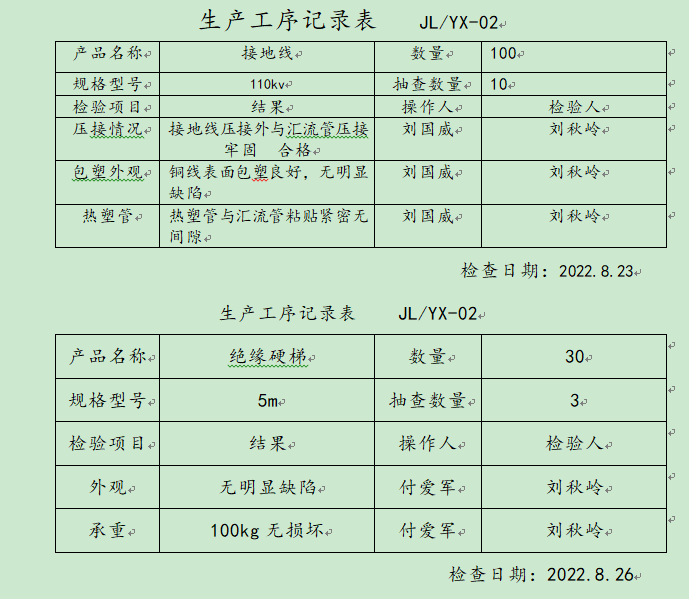 生产工序记录表 JL/YX-02
产品名称 接地线 数量 100
规格型号 110kv 抽查数量 10
检验项目 结果 操作人 检验人
压接情况 接地线压接外与汇流管压接 刘国威 刘秋岭
牢固 合格
包塑外观 铜线表面包塑良好，无明显 刘国威 刘秋岭
缺陷
热塑管 热塑管与汇流管粘贴紧密无 刘国威 刘秋岭
间隙
检查日期：2022.8.23
生产工序记录表 JL/YX-02
产品名称 绝缘硬梯 数量 30
规格型号 5m 抽查数量 3
检验项目 结果 操作人 检验人
外观 无明显缺陷 付爱军 刘秋岭
承重 100kg无损坏 付爱军 刘秋岭
检查日期：2022.8.26